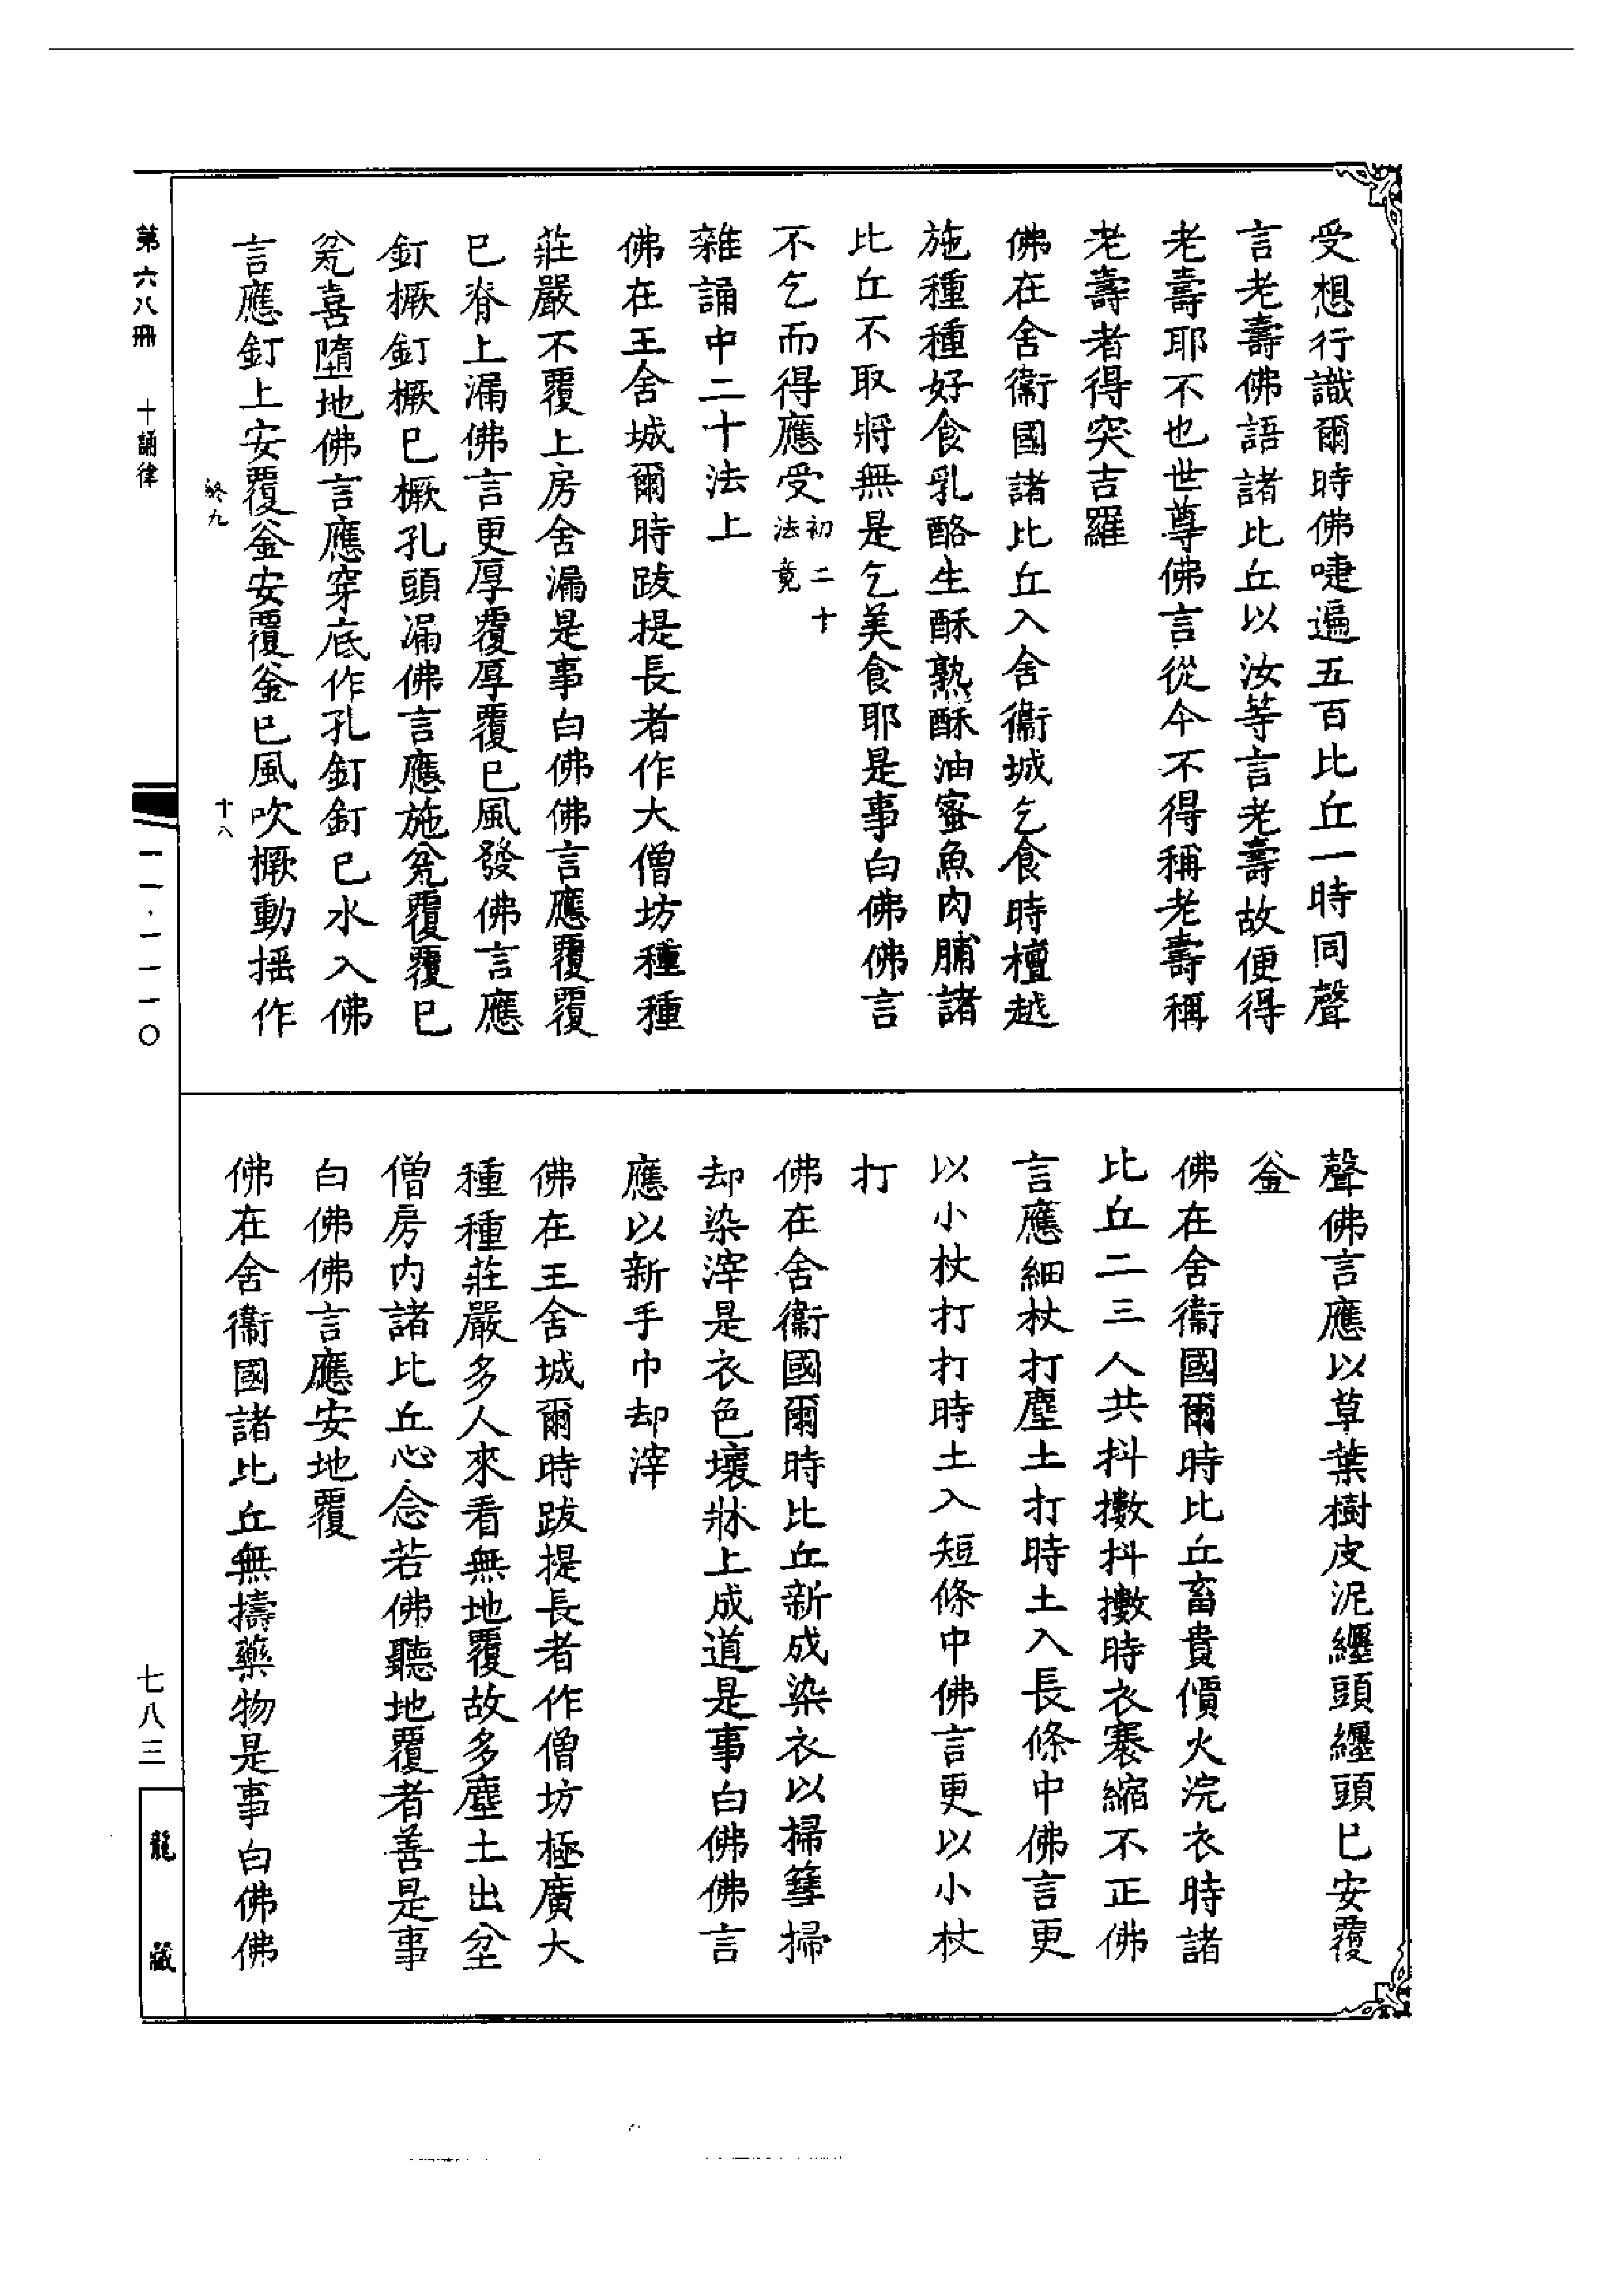 受想行識爾時佛嚏遍五百比丘一時同聲
言老壽佛語諸比丘以汝等言老壽故便得
老壽耶不也世尊佛言從今不得稱老壽稱
老壽者得突吉羅
佛在舍衞國諸比丘入舍衞城乞食時檀越
施種種好食乳酪生酥熟酥油蜜魚肉脯諸
比丘不取將無是乞美食耶是事白佛佛言
不乞而得應受初二十法竟
雜誦中二十法上
佛在王舍城爾時跋提長者作大僧坊種種
莊嚴不覆上房舍漏是事白佛佛言應覆覆
已脊上漏佛言更厚覆厚覆已風發佛言應
釘橛釘橛已橛孔頭漏佛言應施瓫覆覆已
瓫喜墮地佛言應穿底作孔釘釘已水入佛
言應釘上安覆釜安覆釜已風吹橛動搖作
終九
十八
聲佛言應以草葉樹皮泥纏頭纏頭已安覆
釜
佛在舍衞國爾時比丘畜貴價火浣衣時諸
比丘二三人共抖擻抖擻時衣褰縮不正佛
言應細杖打塵土打時土入長條中佛言更
以小杖打打時土入短條中佛言更以小杖
打
佛在舍衞國爾時比丘新成染衣以掃篲掃
却染滓是衣色壞牀上成道是事白佛佛言
應以新手巾却滓
佛在王舍城爾時跋提長者作僧坊極廣大
種種莊嚴多人來看無地覆故多塵土出坌
僧房內諸比丘心念若佛聽地覆者善是事
白佛佛言應安地覆
佛在舍衞國諸比丘無擣藥物是事白佛佛
第六八冊　十誦律
一一·一一一〇
七八三
龍藏